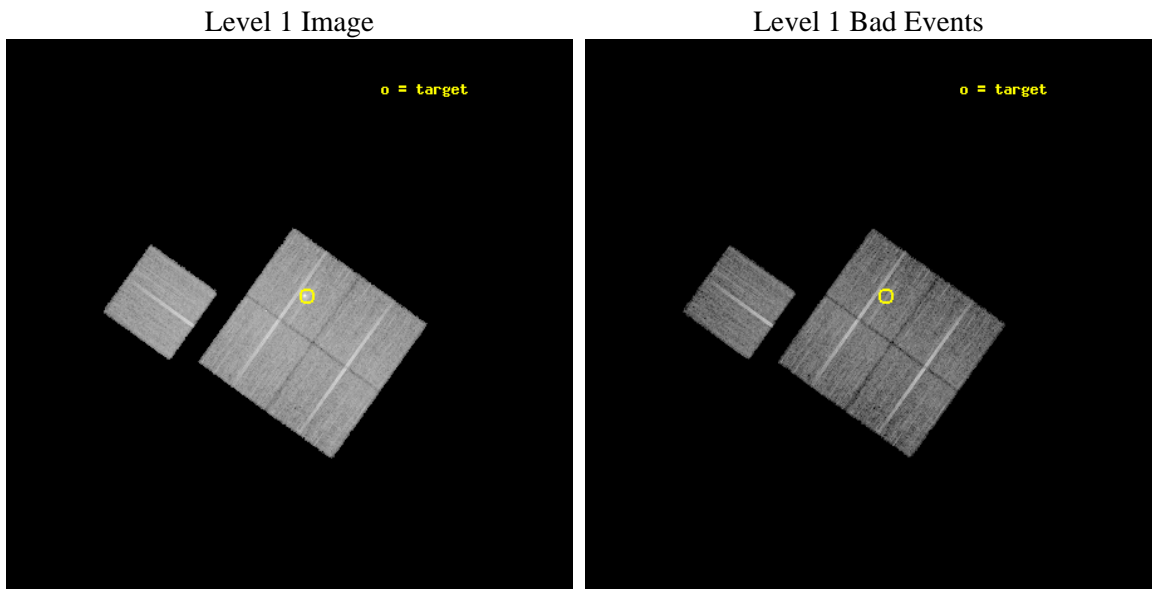 Level 1 Image
Level 1 Bad Events
o = target
o = target